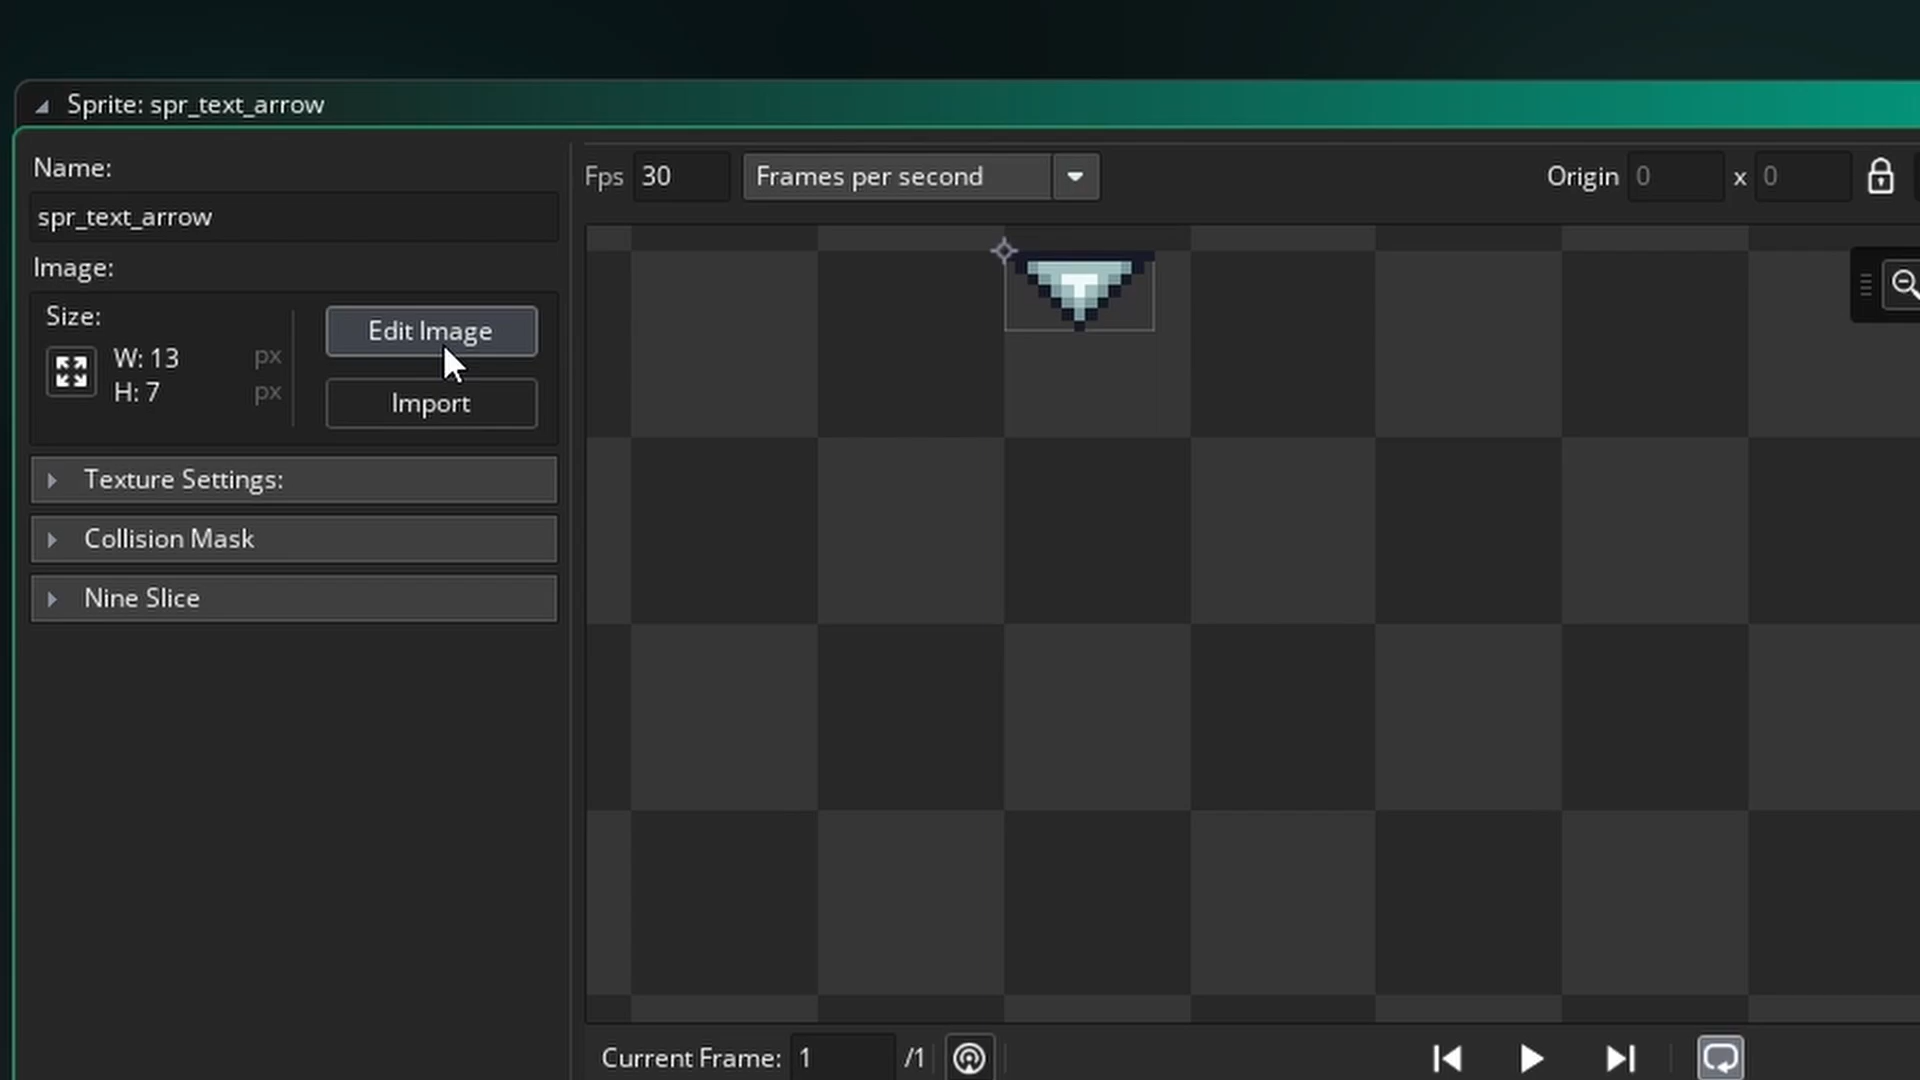 Sprite: spr_text_arrow
Name:
spr_text_arrow
Image:
Size:
W: 13 px
H: 7 px
Edit Image
Import
Texture Settings:
Collision Mask
Nine Slice
Fps 30 Frames per second
Origin 0 x 0
Current Frame: 1 /1